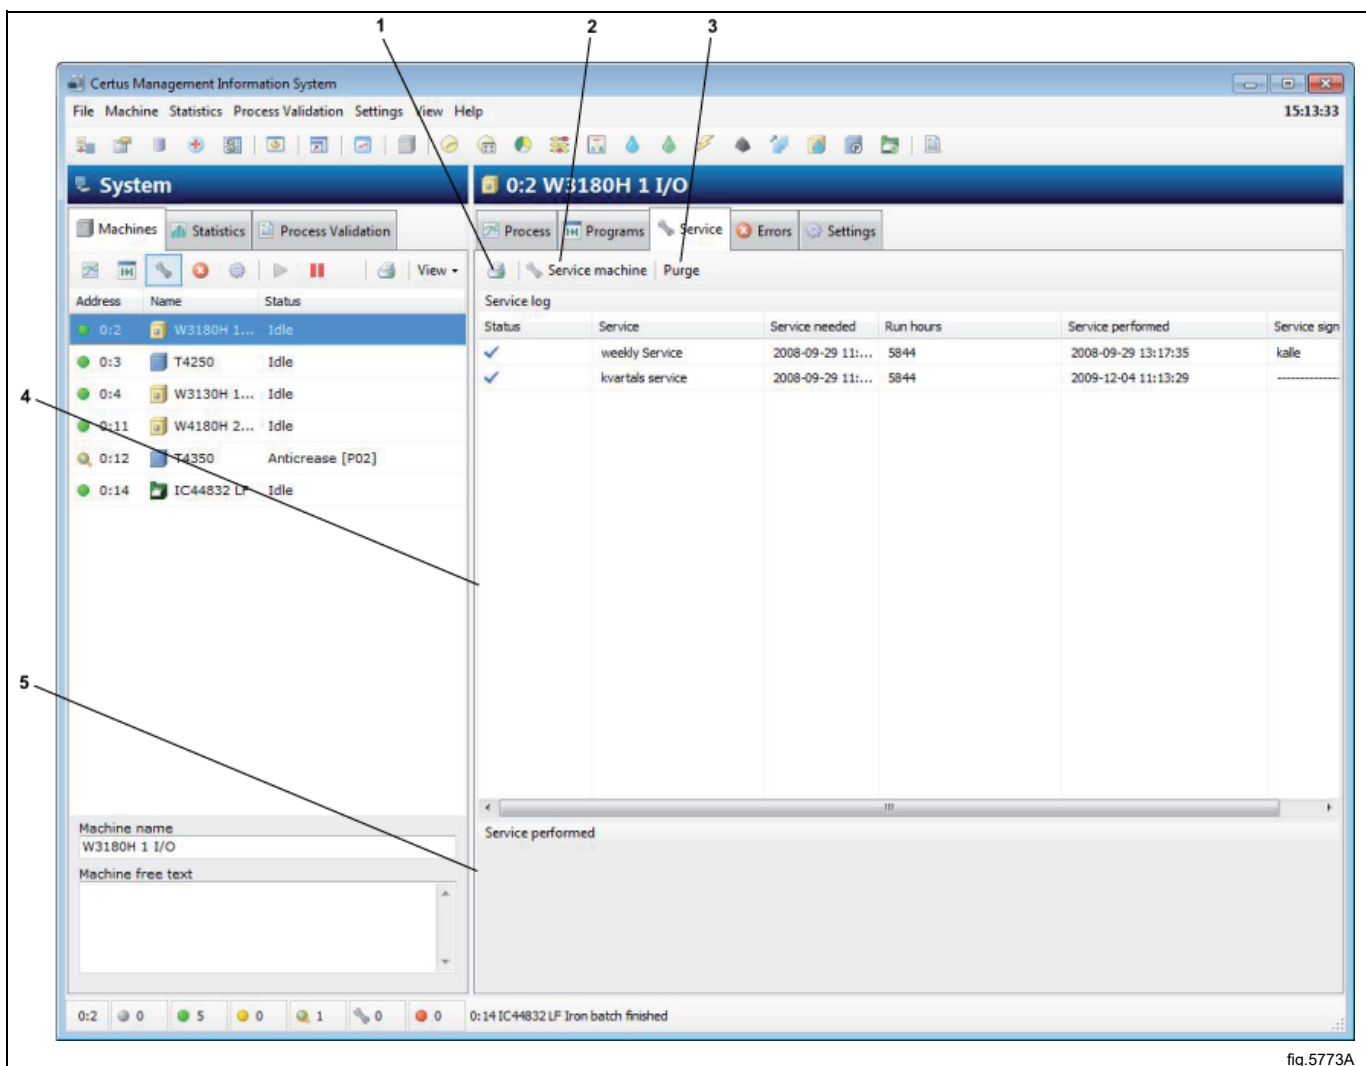 1 2 3
Certus Management Information System
File Machine Statistics Process Validation Settings View Help 15:13:33
System
0:2 W3180H 1 I/O
Machines Statistics Process Validation
Process Programs Service Errors Settings
View
Service machine Purge
Address Name Status
Service log
Status Service Service needed Run hours Service performed Service sign
0:2 W3180H 1... Idle
weekly Service 2008-09-29 11:... 5844 2008-09-29 13:17:35 kalle
0:3 T4250 Idle
kvartals service 2008-09-29 11:... 5844 2009-12-04 11:13:29 --------------
0:4 W3130H 1... Idle
4
0:11 W4180H 2... Idle
0:12 T4350 Anticrease [P02]
0:14 IC44832 LF Idle
5
Machine name
W3180H 1 I/O
Machine free text
Service performed
0:2 0 5 0 1 0 0 0:14 IC44832 LF Iron batch finished
fig.5773A